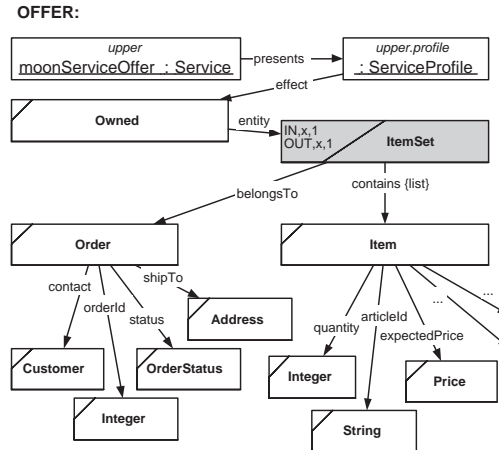 OFFER:
upper
moonServiceOffer : Service
presents
upper.profile
: ServiceProfile
effect
Owned
entity
IN,x,1
OUT,x,1
ItemSet
belongsTo
contains {list}
Order
Item
contact
orderId
shipTo
status
Address
...
...
quantity
articleId
expectedPrice
Customer
OrderStatus
Integer
Price
Integer
String